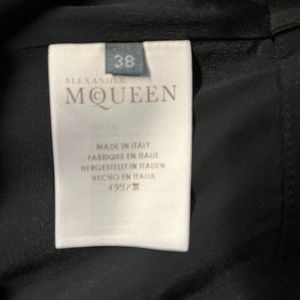 38
ALEXANDER
McQUEEN
MADE IN ITALY
FABRIQUÉ EN ITALIE
HERGESTELLT IN ITALIEN
HECHO EN ITALIA
イタリア製